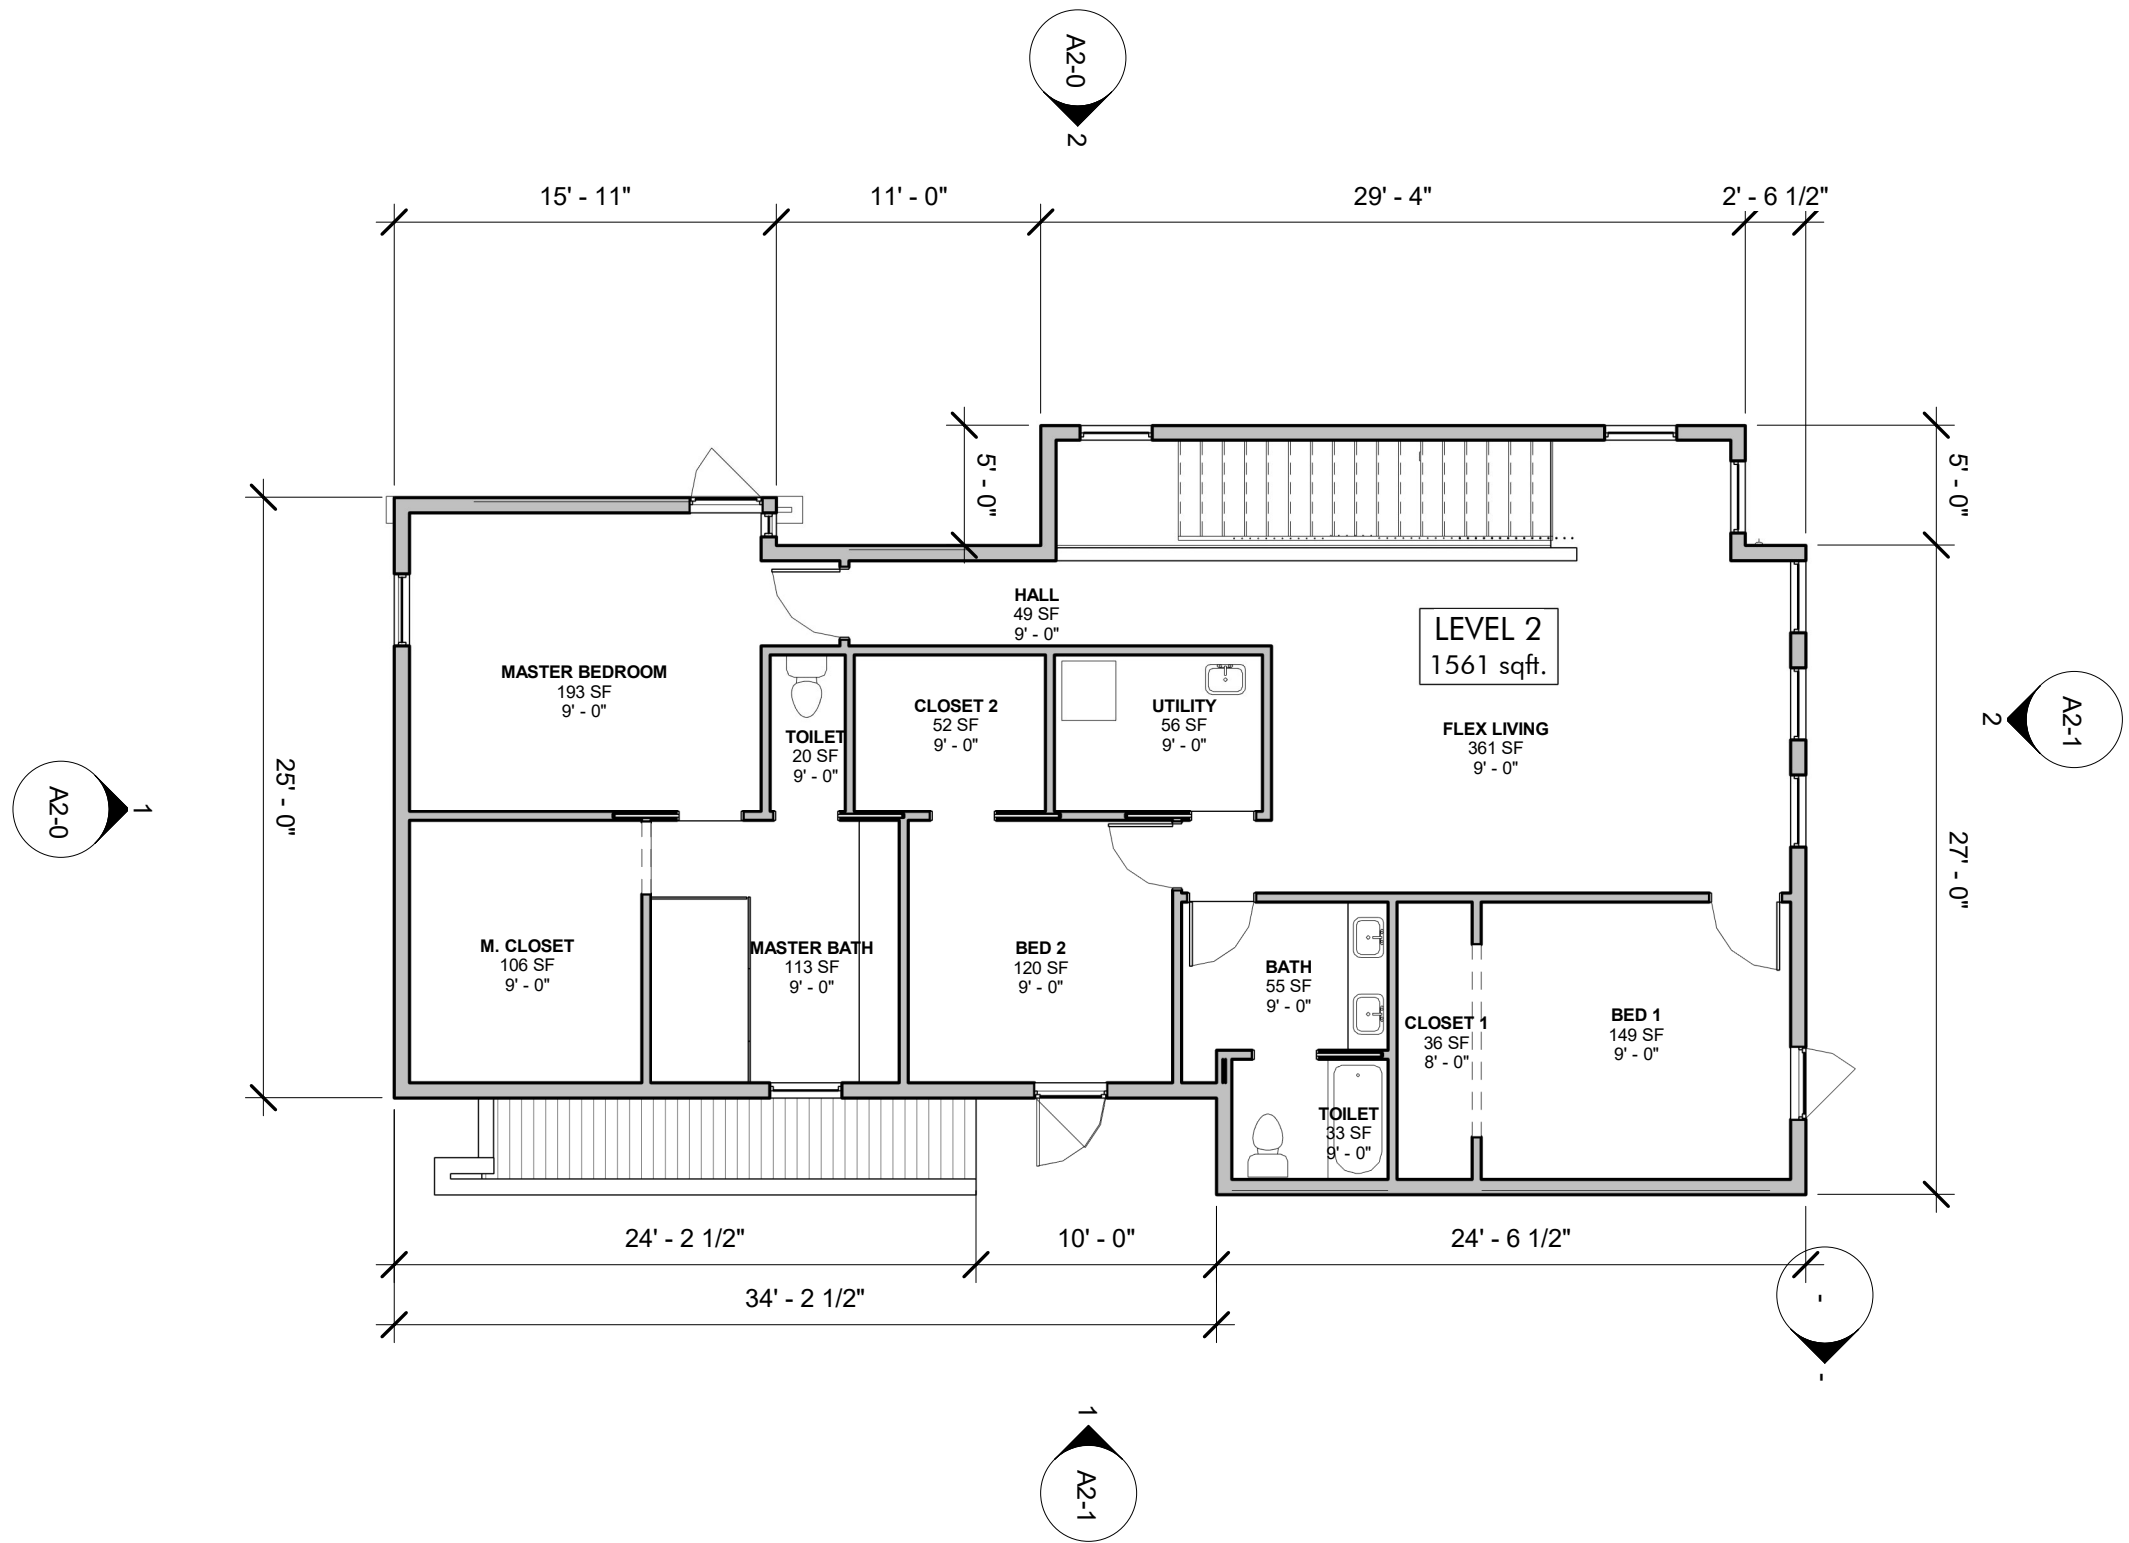 A2-0
2
15' - 11"
11' - 0"
29' - 4"
2' - 6 1/2"
5' - 0"
5' - 0"
HALL
49 SF
9' - 0"
LEVEL 2
1561 sqft.
MASTER BEDROOM
193 SF
9' - 0"
CLOSET 2
52 SF
9' - 0"
UTILITY
56 SF
9' - 0"
TOILET
20 SF
9' - 0"
FLEX LIVING
361 SF
9' - 0"
2
A2-1
A2-0
1
25' - 0"
27' - 0"
M. CLOSET
106 SF
9' - 0"
MASTER BATH
113 SF
9' - 0"
BED 2
120 SF
9' - 0"
BATH
55 SF
9' - 0"
CLOSET 1
36 SF
8' - 0"
BED 1
149 SF
9' - 0"
TOILET
33 SF
9' - 0"
24' - 2 1/2"
10' - 0"
24' - 6 1/2"
34' - 2 1/2"
-
-
1
A2-1